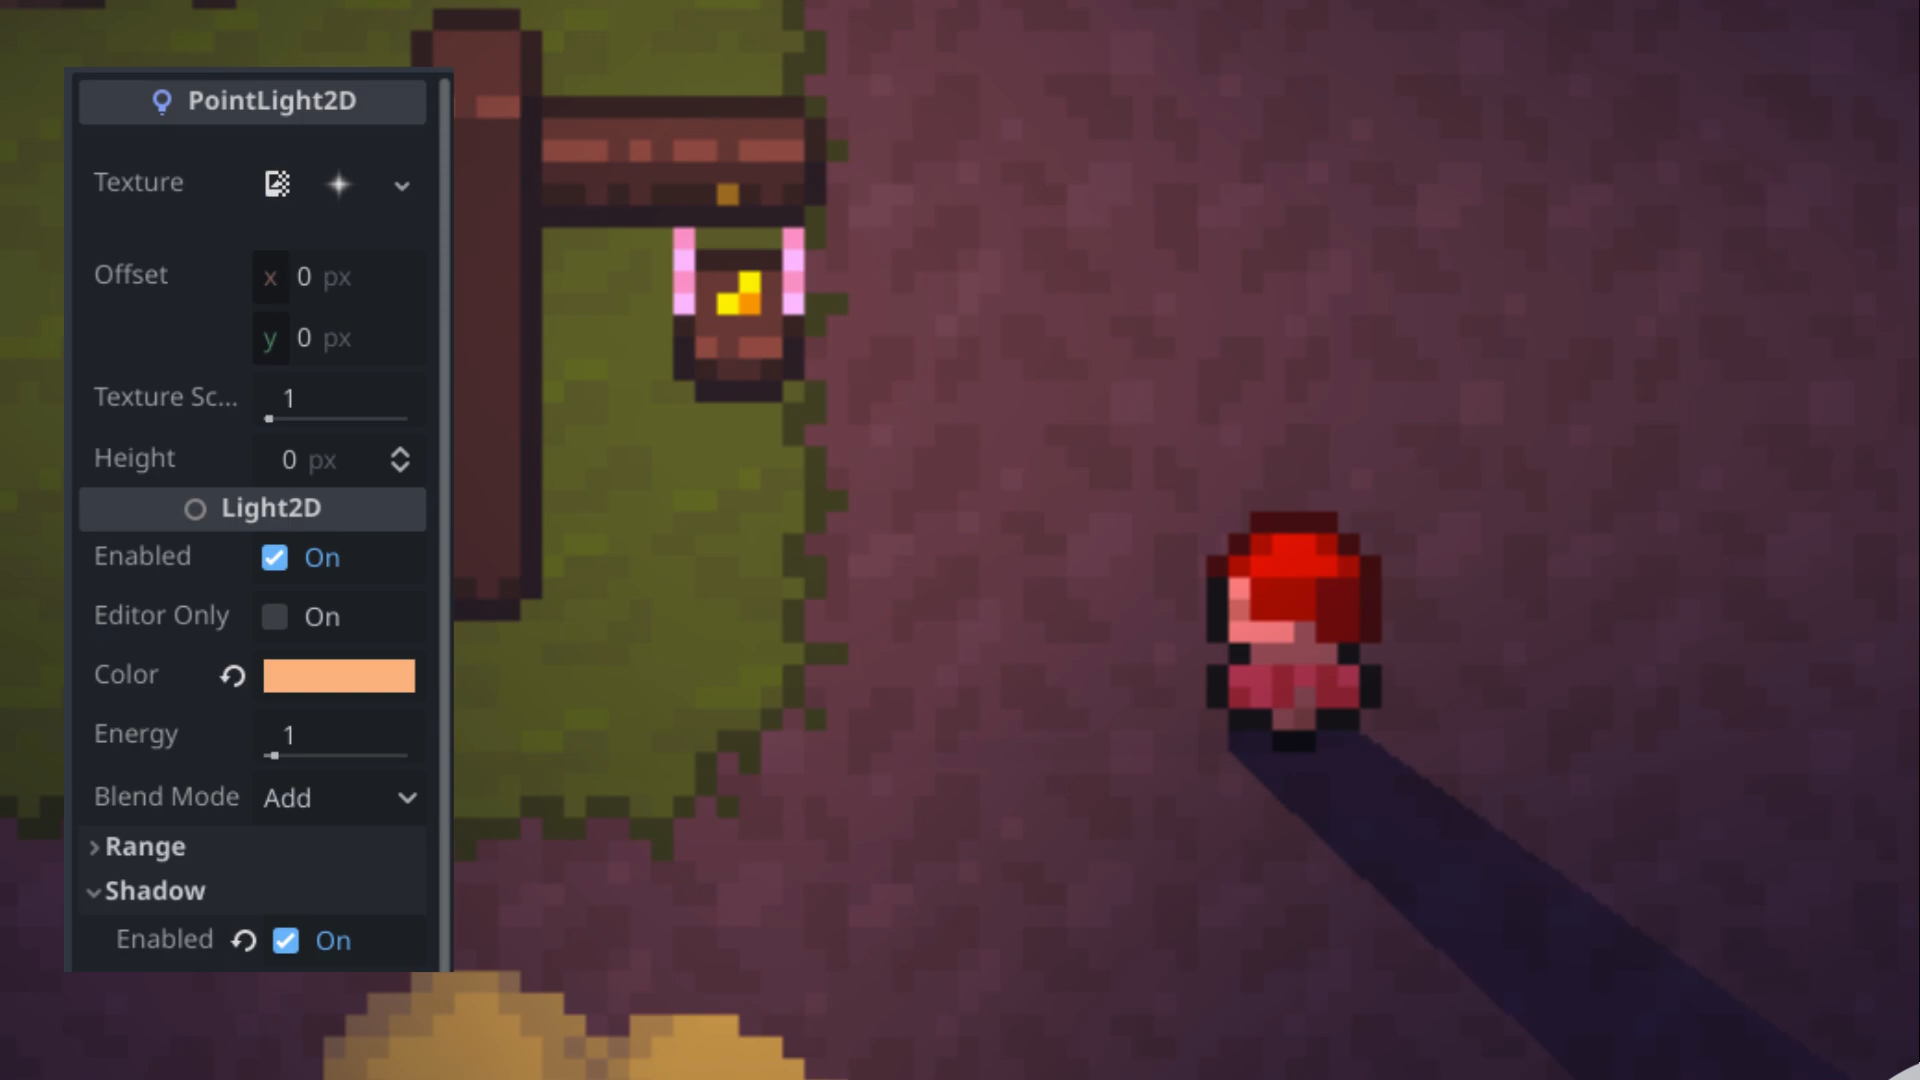 PointLight2D
Texture
Offset x 0 px
y 0 px
Texture Sc... 1
Height 0 px
Light2D
Enabled On
Editor Only On
Color
Energy 1
Blend Mode Add
Range
Shadow
Enabled On